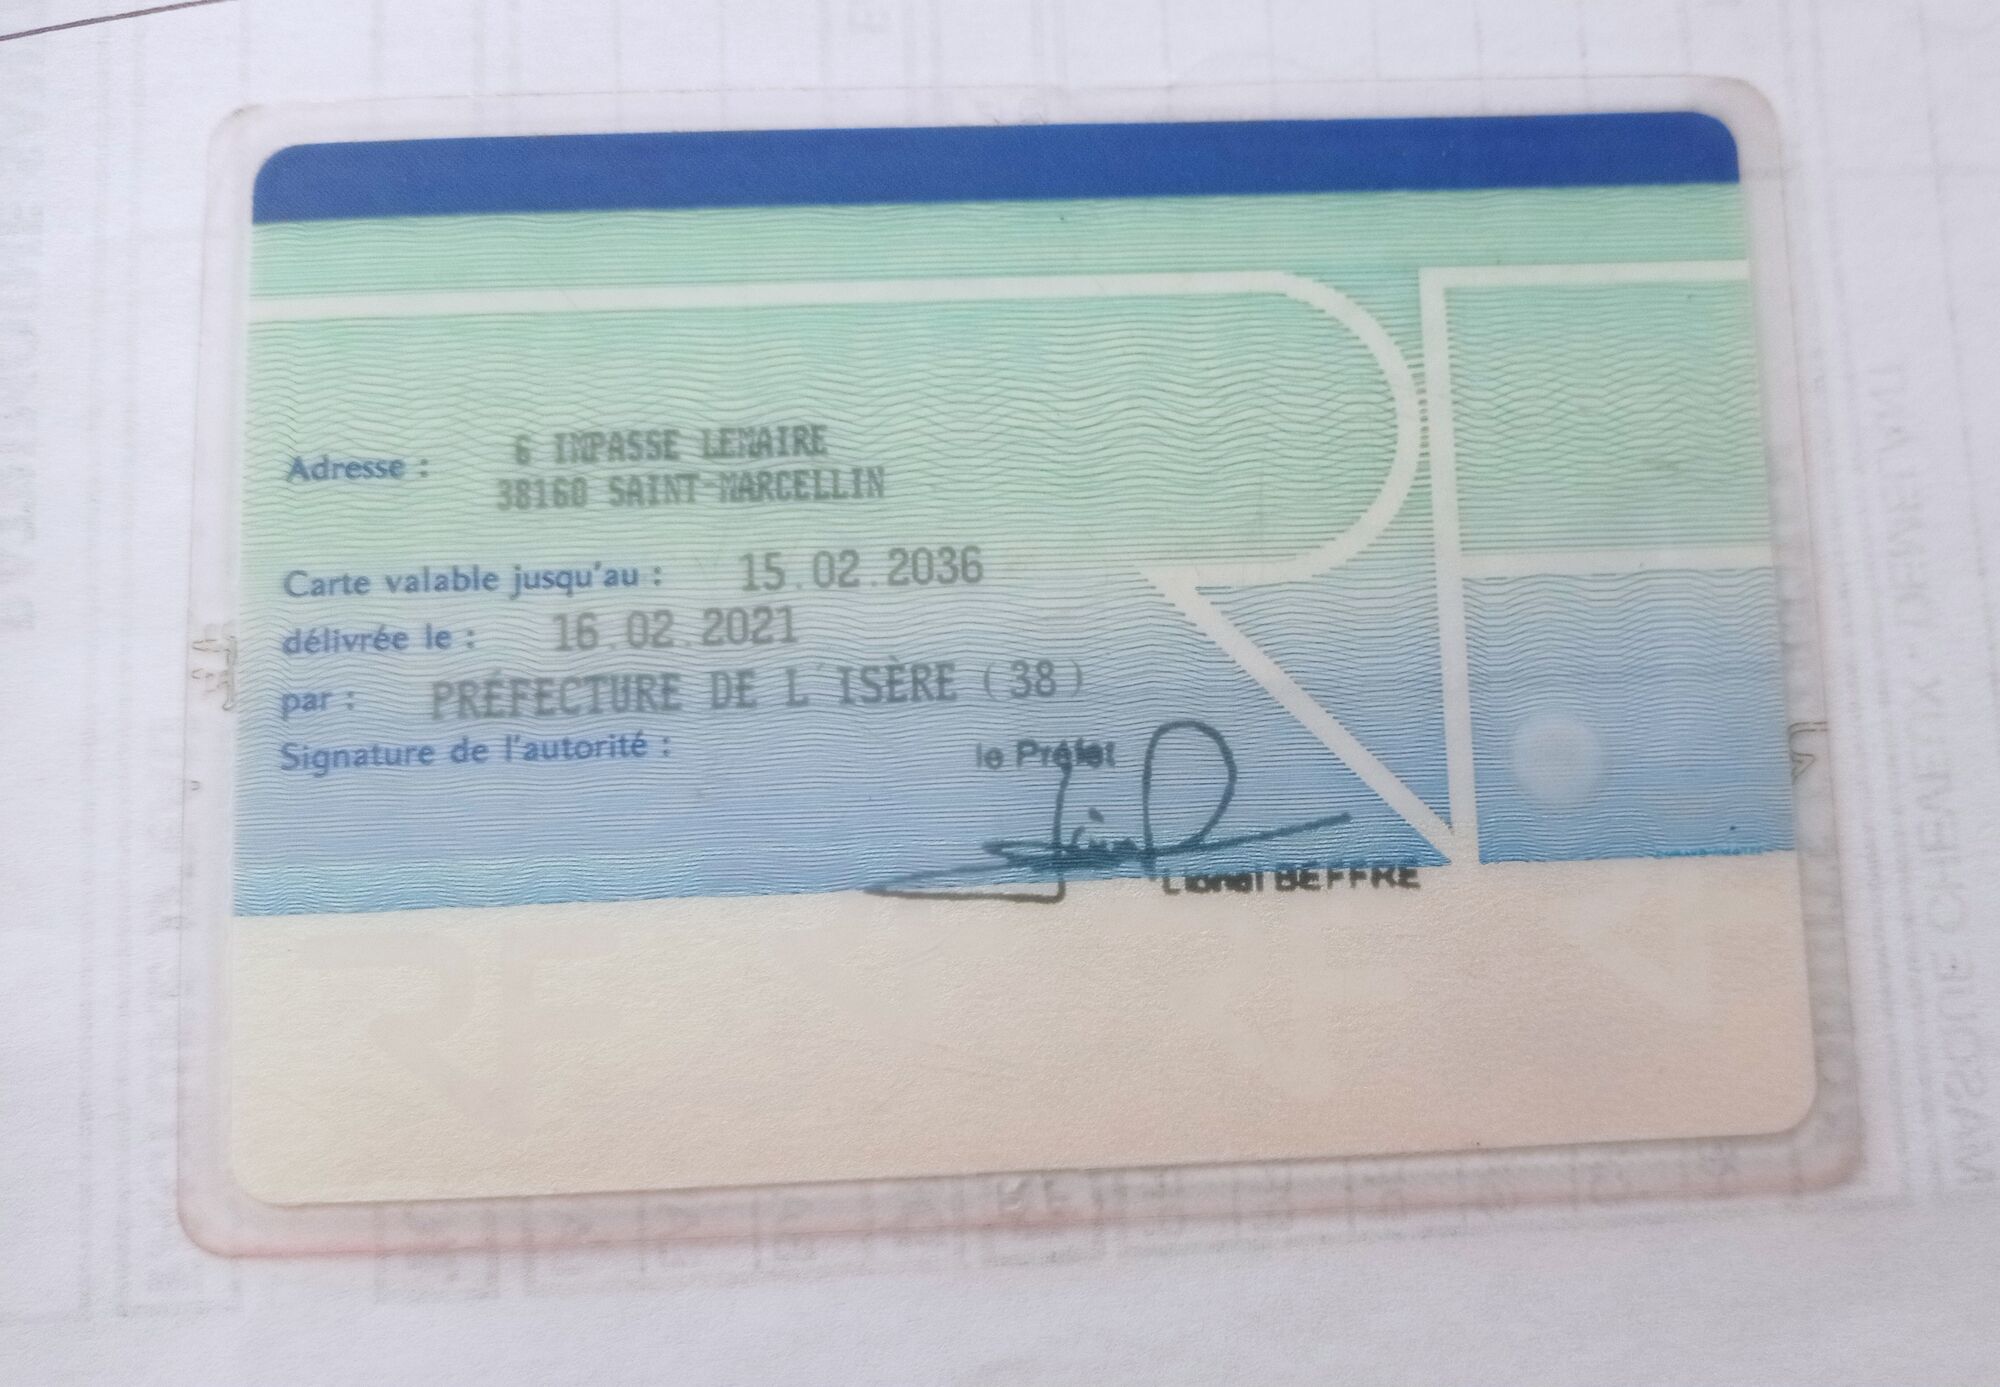 Adresse : 6 IMPASSE LEMAIRE
38160 SAINT-MARCELLIN
Carte valable jusqu'au : 15.02.2036
délivrée le : 16.02.2021
par : PRÉFECTURE DE L ISÈRE (38)
Signature de l'autorité :
le Préfet
Lionel BEFFRE
RF